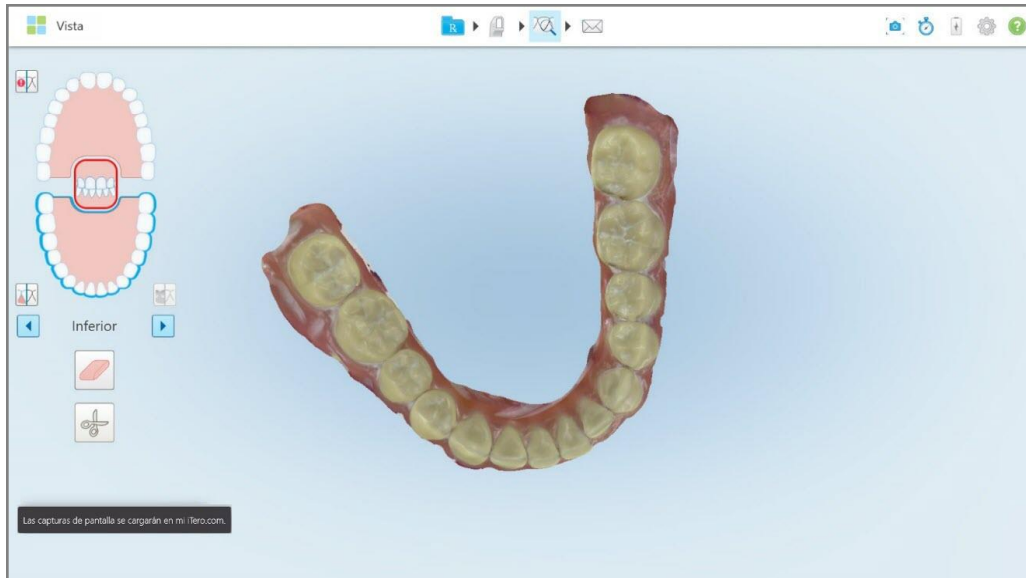 Vista
R
?
Inferior
Las capturas de pantalla se cargarán en mi iTero.com.